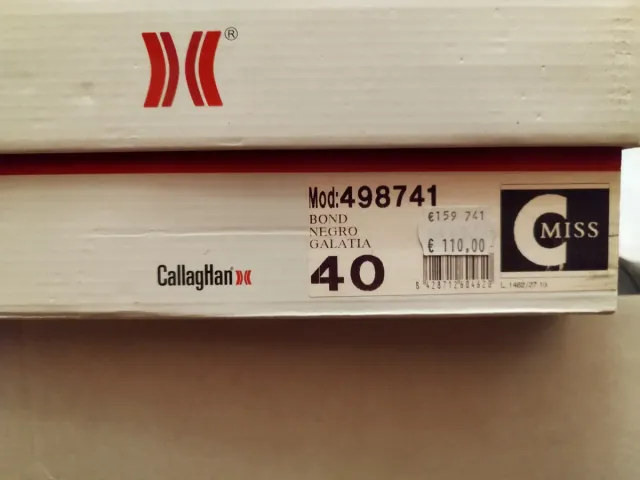 ®
Mod:498741
BOND
NEGRO
GALATIA
40
€159 741
€ 110,00
C MISS
CallagHan